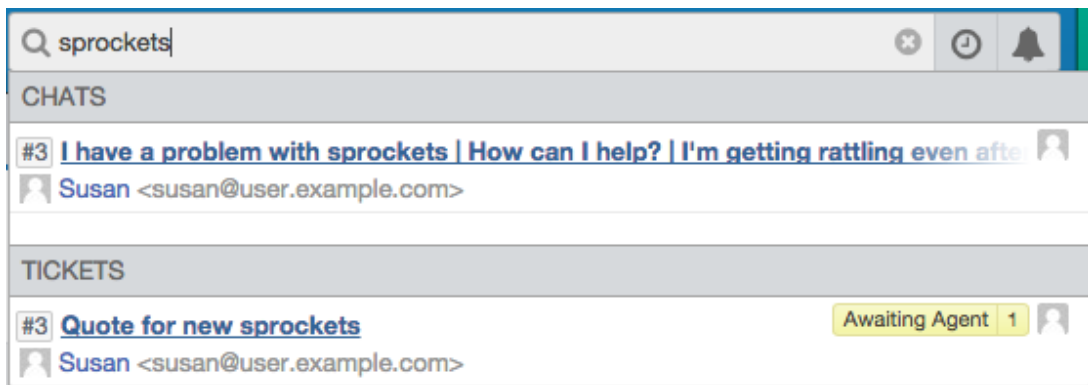 sprockets
CHATS
#3 I have a problem with sprockets | How can I help? | I'm getting rattling even after
Susan <susan@user.example.com>
TICKETS
#3 Quote for new sprockets Awaiting Agent 1
Susan <susan@user.example.com>